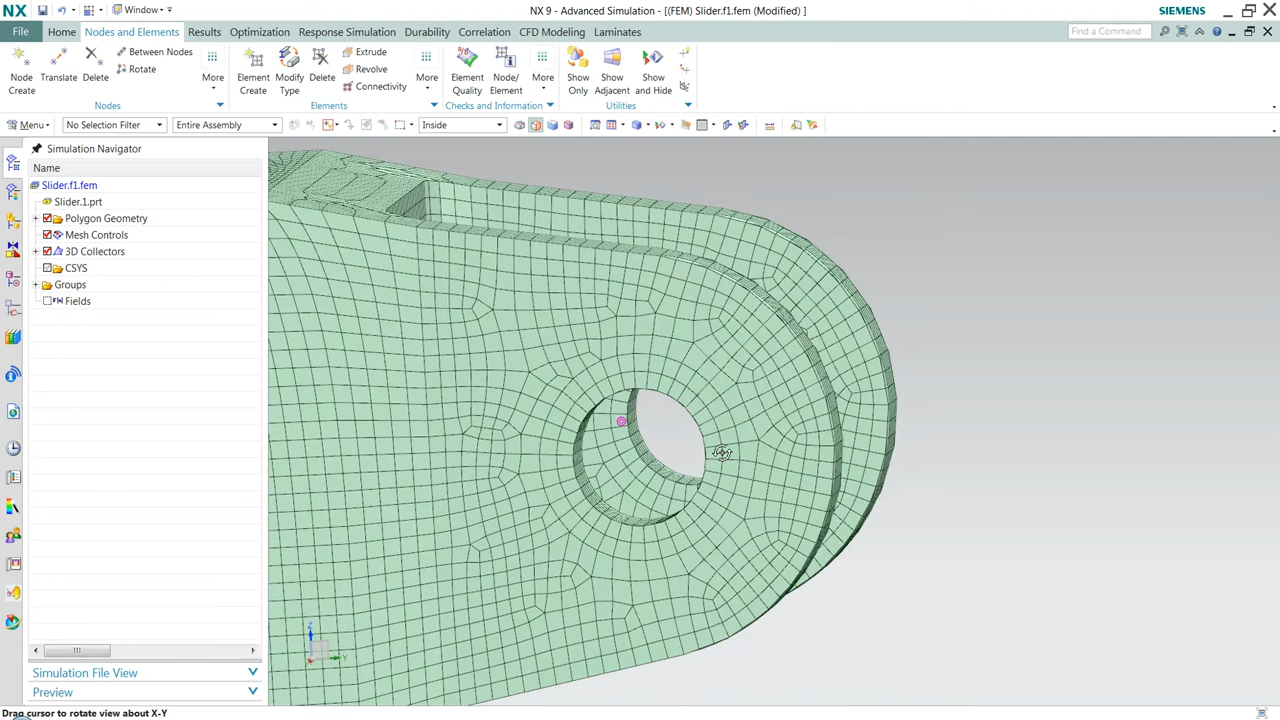 NX Window NX 9 - Advanced Simulation - [(FEM) Slider.f1.fem (Modified) ] SIEMENS
File Home Nodes and Elements Results Optimization Response Simulation Durability Correlation CFD Modeling Laminates Find a Command
Between Nodes Extrude
Rotate Revolve
Connectivity
Node Create Translate Delete More Element Create Modify Type Delete More Element Quality Node/ Element More Show Only Show Adjacent Show and Hide
Nodes Elements Checks and Information Utilities
Menu No Selection Filter Entire Assembly Inside
Simulation Navigator
Name
Slider.f1.fem
Slider.1.prt
Polygon Geometry
Mesh Controls
3D Collectors
CSYS
Groups
Fields
Z
Y
Simulation File View
Preview
Drag cursor to rotate view about X-Y